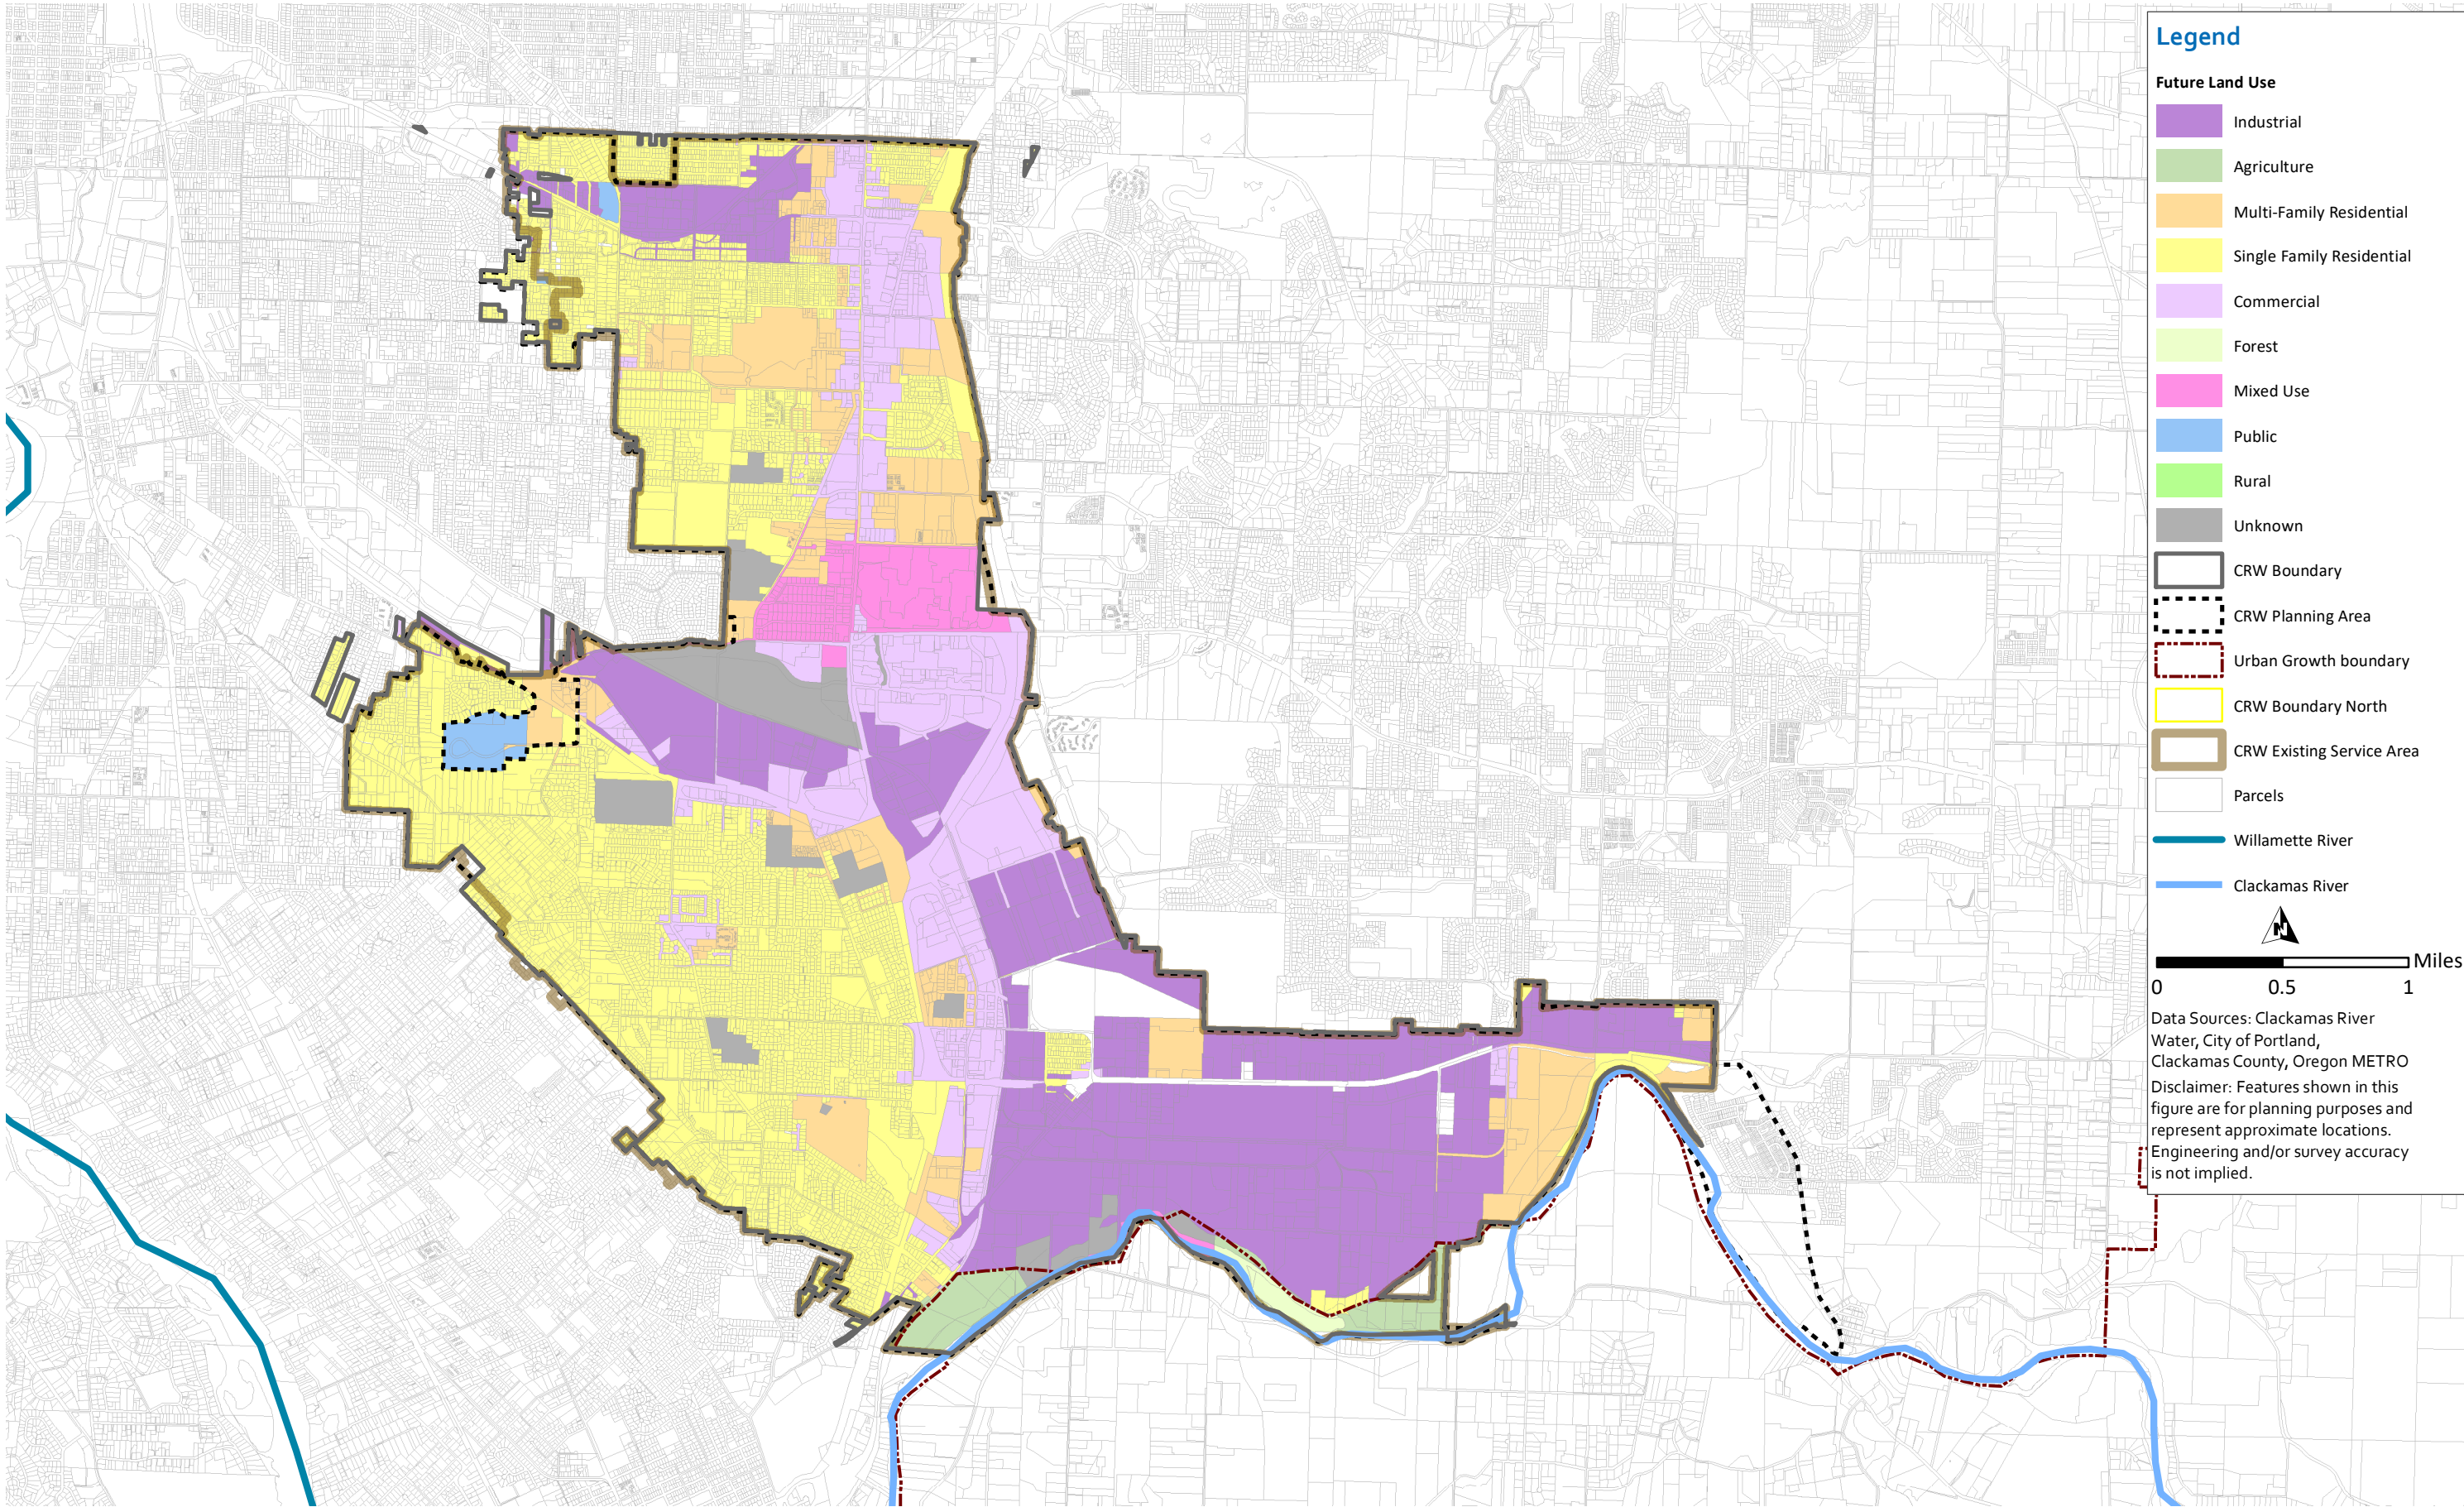 Legend
Future Land Use
Industrial
Agriculture
Multi-Family Residential
Single Family Residential
Commercial
Forest
Mixed Use
Public
Rural
Unknown
CRW Boundary
CRW Planning Area
Urban Growth boundary
CRW Boundary North
CRW Existing Service Area
Parcels
Willamette River
Clackamas River
N
Miles
0 0.5 1
Data Sources: Clackamas River
Water, City of Portland,
Clackamas County, Oregon METRO
Disclaimer: Features shown in this
figure are for planning purposes and
represent approximate locations.
Engineering and/or survey accuracy
is not implied.